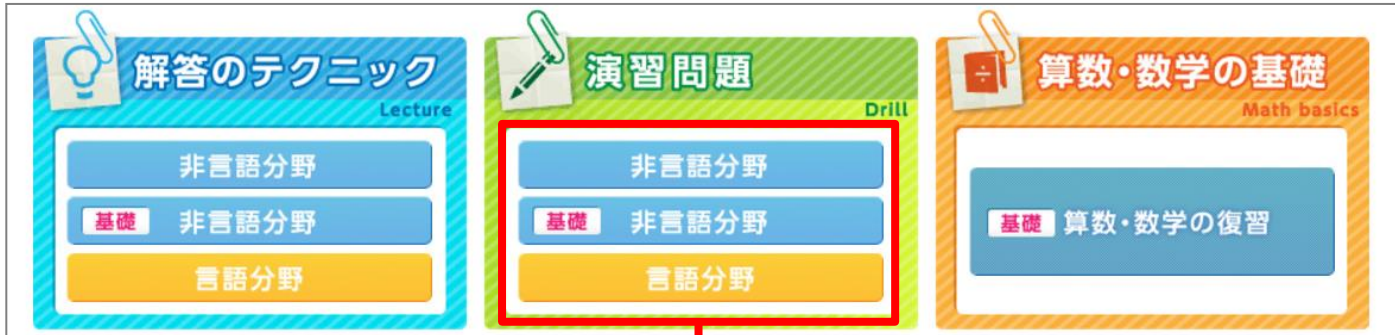 解答のテクニック
Lecture
非言語分野
基礎 非言語分野
言語分野
演習問題
Drill
非言語分野
基礎 非言語分野
言語分野
算数・数学の基礎
Math basics
基礎 算数・数学の復習